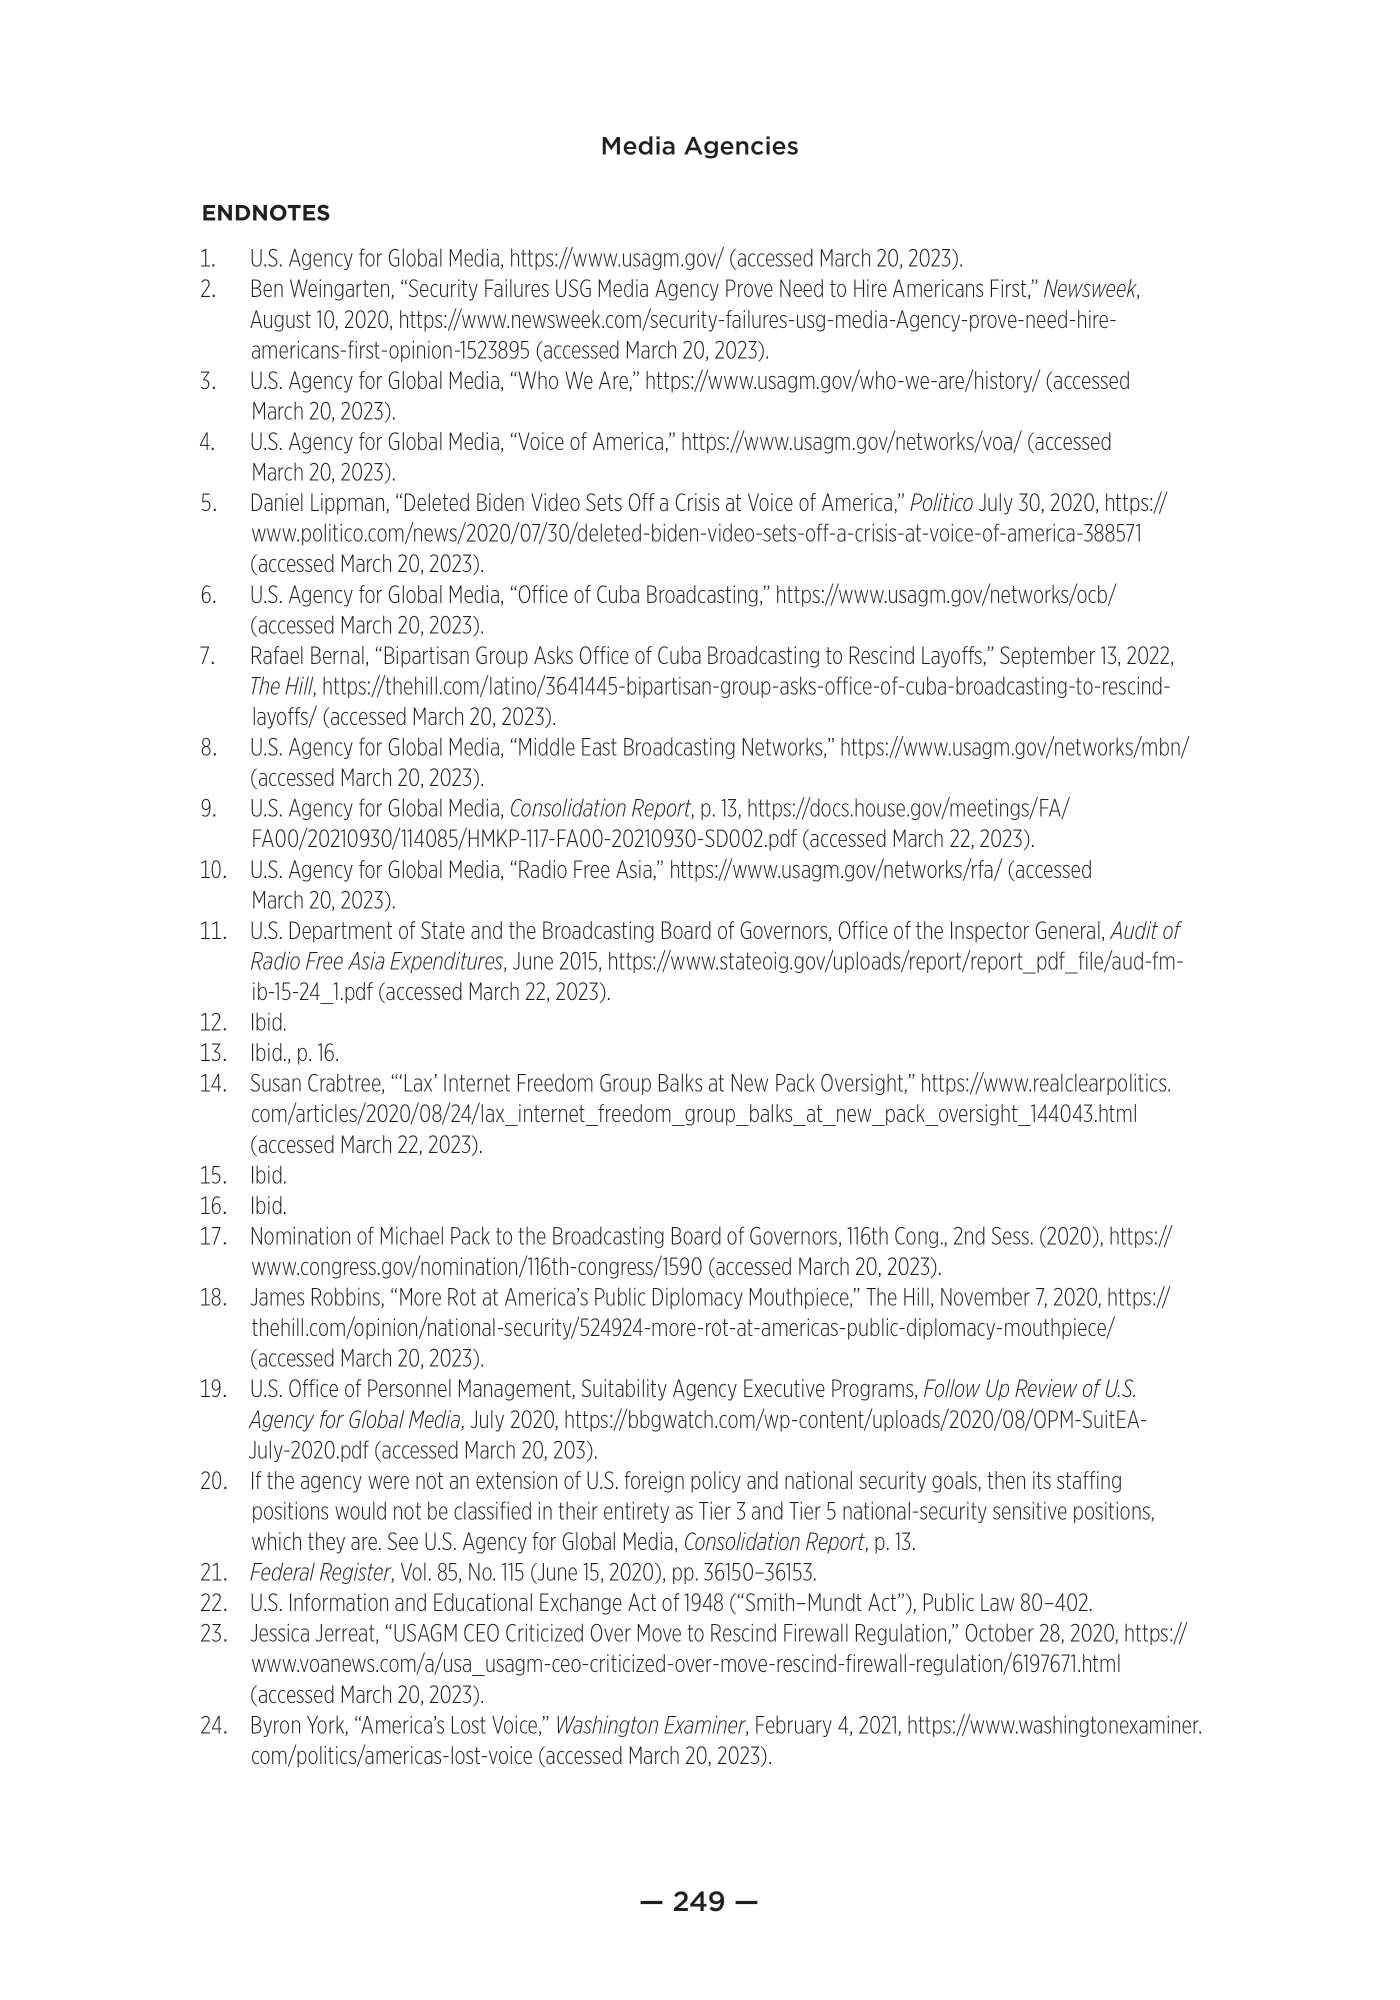 Media Agencies
ENDNOTES
1. U.S. Agency for Global Media, https://www.usagm.gov/ (accessed March 20, 2023).
2. Ben Weingarten, “Security Failures USG Media Agency Prove Need to Hire Americans First,” Newsweek,
August 10, 2020, https://www.newsweek.com/security-failures-usg-media-Agency-prove-need-hire-
americans-first-opinion-1523895 (accessed March 20, 2023).
3. U.S. Agency for Global Media, “Who We Are,” https://www.usagm.gov/who-we-are/history/ (accessed
March 20, 2023).
4. U.S. Agency for Global Media, “Voice of America,” https://www.usagm.gov/networks/voa/ (accessed
March 20, 2023).
5. Daniel Lippman, “Deleted Biden Video Sets Off a Crisis at Voice of America,” Politico July 30, 2020, https://
www.politico.com/news/2020/07/30/deleted-biden-video-sets-off-a-crisis-at-voice-of-america-388571
(accessed March 20, 2023).
6. U.S. Agency for Global Media, “Office of Cuba Broadcasting,” https://www.usagm.gov/networks/ocb/
(accessed March 20, 2023).
7. Rafael Bernal, “Bipartisan Group Asks Office of Cuba Broadcasting to Rescind Layoffs,” September 13, 2022,
The Hill, https://thehill.com/latino/3641445-bipartisan-group-asks-office-of-cuba-broadcasting-to-rescind-
layoffs/ (accessed March 20, 2023).
8. U.S. Agency for Global Media, “Middle East Broadcasting Networks,” https://www.usagm.gov/networks/mbn/
(accessed March 20, 2023).
9. U.S. Agency for Global Media, Consolidation Report, p. 13, https://docs.house.gov/meetings/FA/
FA00/20210930/114085/HMKP-117-FA00-20210930-SD002.pdf (accessed March 22, 2023).
10. U.S. Agency for Global Media, “Radio Free Asia,” https://www.usagm.gov/networks/rfa/ (accessed
March 20, 2023).
11. U.S. Department of State and the Broadcasting Board of Governors, Office of the Inspector General, Audit of
Radio Free Asia Expenditures, June 2015, https://www.stateoig.gov/uploads/report/report_pdf_file/aud-fm-
ib-15-24_1.pdf (accessed March 22, 2023).
12. Ibid.
13. Ibid., p. 16.
14. Susan Crabtree, “‘Lax’ Internet Freedom Group Balks at New Pack Oversight,” https://www.realclearpolitics.
com/articles/2020/08/24/lax_internet_freedom_group_balks_at_new_pack_oversight_144043.html
(accessed March 22, 2023).
15. Ibid.
16. Ibid.
17. Nomination of Michael Pack to the Broadcasting Board of Governors, 116th Cong., 2nd Sess. (2020), https://
www.congress.gov/nomination/116th-congress/1590 (accessed March 20, 2023).
18. James Robbins, “More Rot at America’s Public Diplomacy Mouthpiece,” The Hill, November 7, 2020, https://
thehill.com/opinion/national-security/524924-more-rot-at-americas-public-diplomacy-mouthpiece/
(accessed March 20, 2023).
19. U.S. Office of Personnel Management, Suitability Agency Executive Programs, Follow Up Review of U.S.
Agency for Global Media, July 2020, https://bbgwatch.com/wp-content/uploads/2020/08/OPM-SuitEA-
July-2020.pdf (accessed March 20, 203).
20. If the agency were not an extension of U.S. foreign policy and national security goals, then its staffing
positions would not be classified in their entirety as Tier 3 and Tier 5 national-security sensitive positions,
which they are. See U.S. Agency for Global Media, Consolidation Report, p. 13.
21. Federal Register, Vol. 85, No. 115 (June 15, 2020), pp. 36150–36153.
22. U.S. Information and Educational Exchange Act of 1948 (“Smith–Mundt Act”), Public Law 80–402.
23. Jessica Jerreat, “USAGM CEO Criticized Over Move to Rescind Firewall Regulation,” October 28, 2020, https://
www.voanews.com/a/usa_usagm-ceo-criticized-over-move-rescind-firewall-regulation/6197671.html
(accessed March 20, 2023).
24. Byron York, “America’s Lost Voice,” Washington Examiner, February 4, 2021, https://www.washingtonexaminer.
com/politics/americas-lost-voice (accessed March 20, 2023).
— 249 —